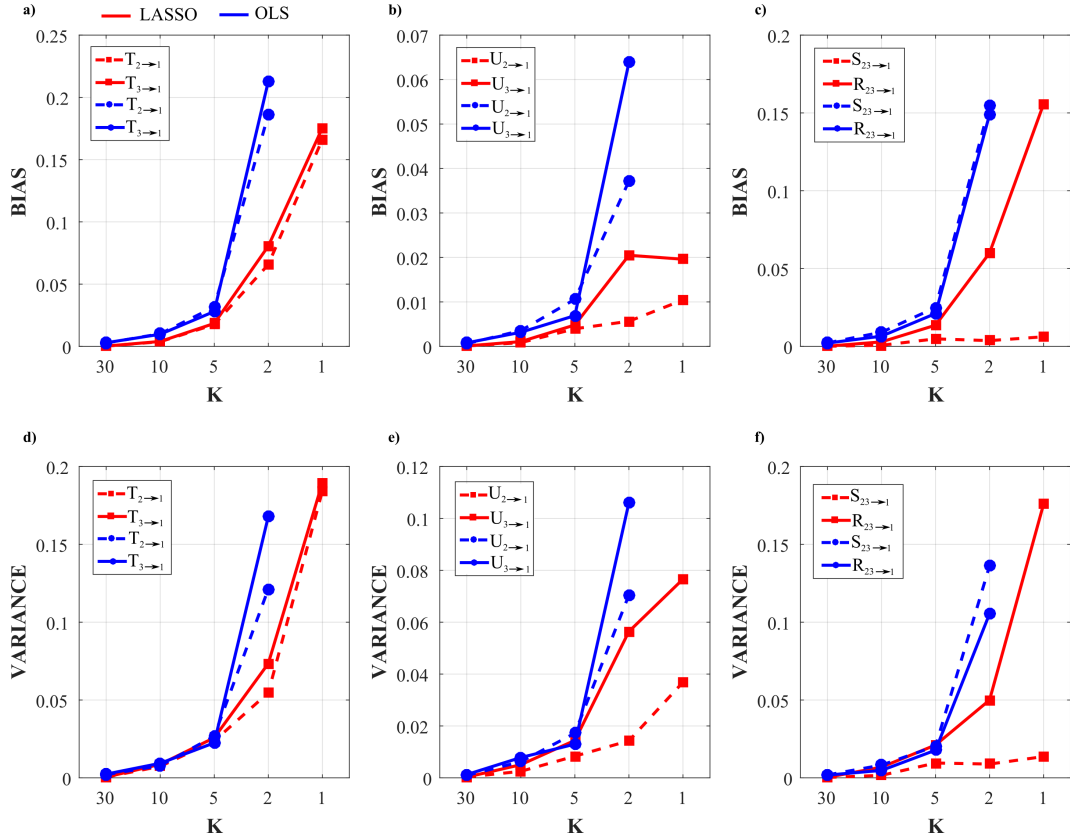 a)
LASSO OLS
b)
c)
0.25
0.2
0.15
0.1
0.05
0
BIAS
T2→1
T3→1
T2→1
T3→1
30 10 5 2 1
K
0.07
0.06
0.05
0.04
0.03
0.02
0.01
0
BIAS
U2→1
U3→1
U2→1
U3→1
30 10 5 2 1
K
0.2
0.15
0.1
0.05
0
BIAS
S23→1
R23→1
S23→1
R23→1
30 10 5 2 1
K
d)
e)
f)
0.2
0.15
0.1
0.05
0
VARIANCE
T2→1
T3→1
T2→1
T3→1
30 10 5 2 1
K
0.12
0.1
0.08
0.06
0.04
0.02
0
VARIANCE
U2→1
U3→1
U2→1
U3→1
30 10 5 2 1
K
0.2
0.15
0.1
0.05
0
VARIANCE
S23→1
R23→1
S23→1
R23→1
30 10 5 2 1
K